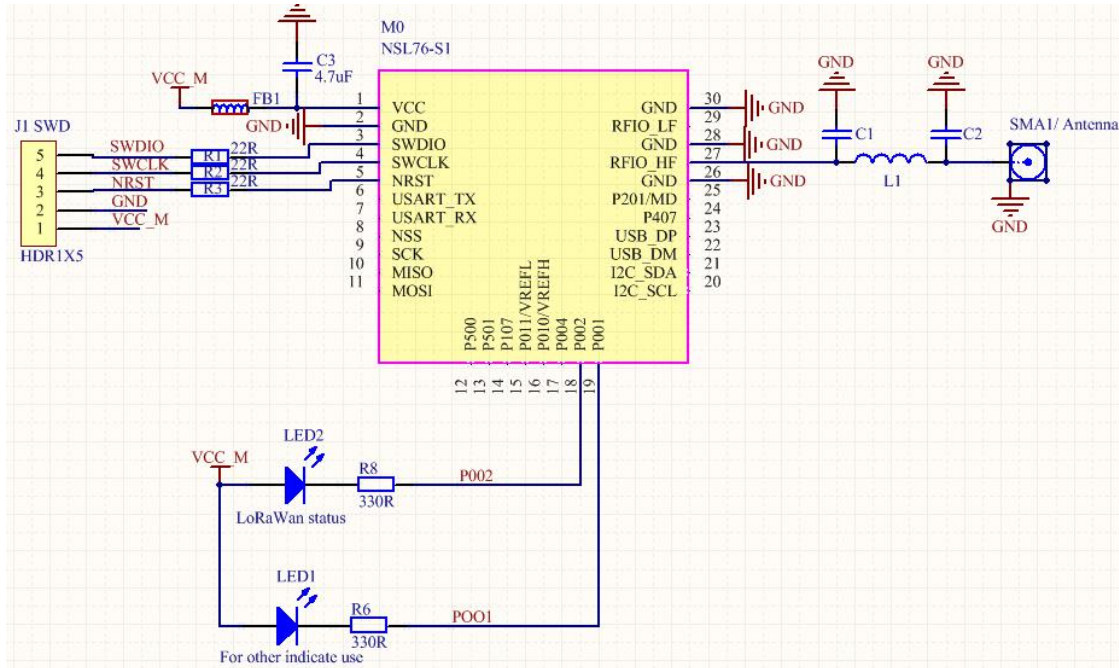 M0
NSL76-S1
C3
4.7uF
VCC_M
FB1
GND
J1 SWD
5
4
3
2
1
SWDIO
SWCLK
NRST
GND
VCC_M
R1 22R
R2 22R
R3 22R
HDR1X5
1 VCC
2 GND
3 SWDIO
4 SWCLK
5 NRST
6 USART_TX
7 USART_RX
8 NSS
9 SCK
10 MISO
11 MOSI
GND 30
RFIO_LF 29
GND 28
RFIO_HF 27
GND 26
P201/MD 25
P407 24
USB_DP 23
USB_DM 22
I2C_SDA 21
I2C_SCL 20
P500
P501
P107
P011/VREFL
P010/VREFH
P004
P002
P001
12
13
14
15
16
17
18
19
GND
GND
GND
GND
GND
C1
C2
L1
SMA1/ Antenna
GND
VCC_M
LED2
R8
330R
P002
LoRaWan status
LED1
R6
330R
POO1
For other indicate use